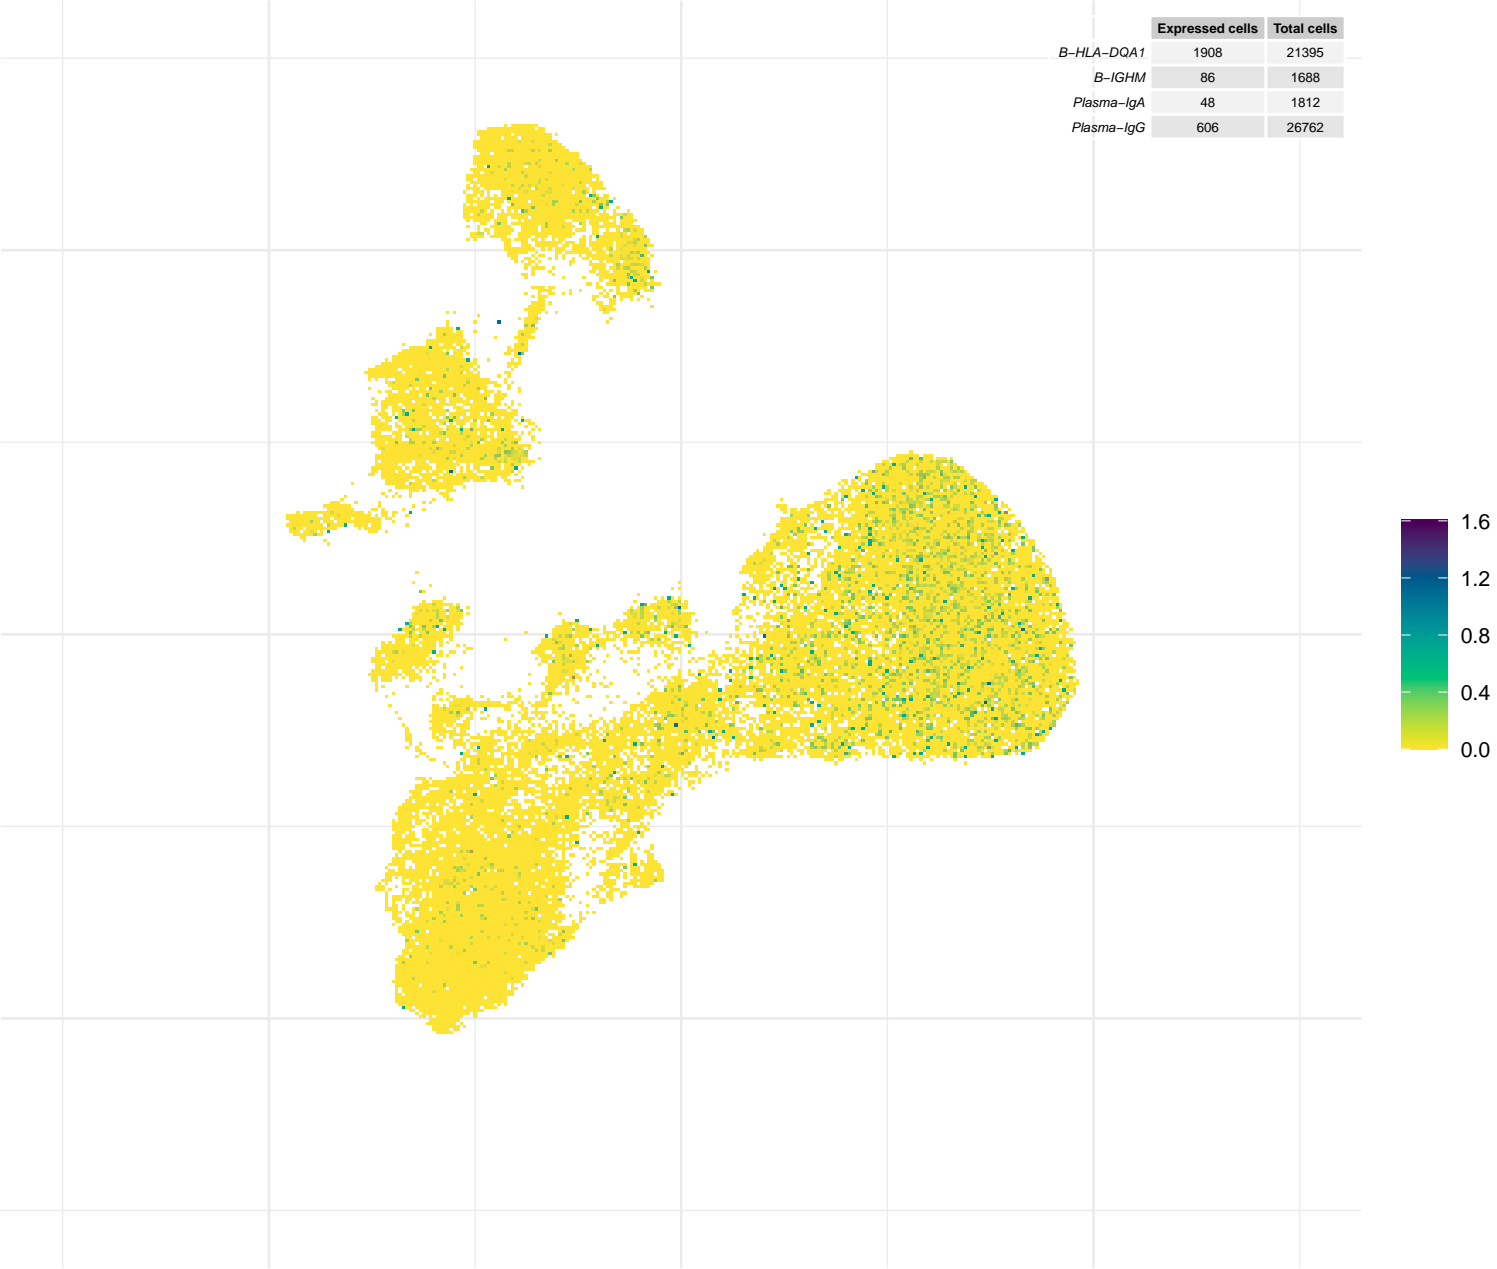 Expressed cells Total cells
B−HLA−DQA1 1908 21395
B−IGHM 86 1688
Plasma−IgA 48 1812
Plasma−IgG 606 26762
1.6
1.2
0.8
0.4
0.0